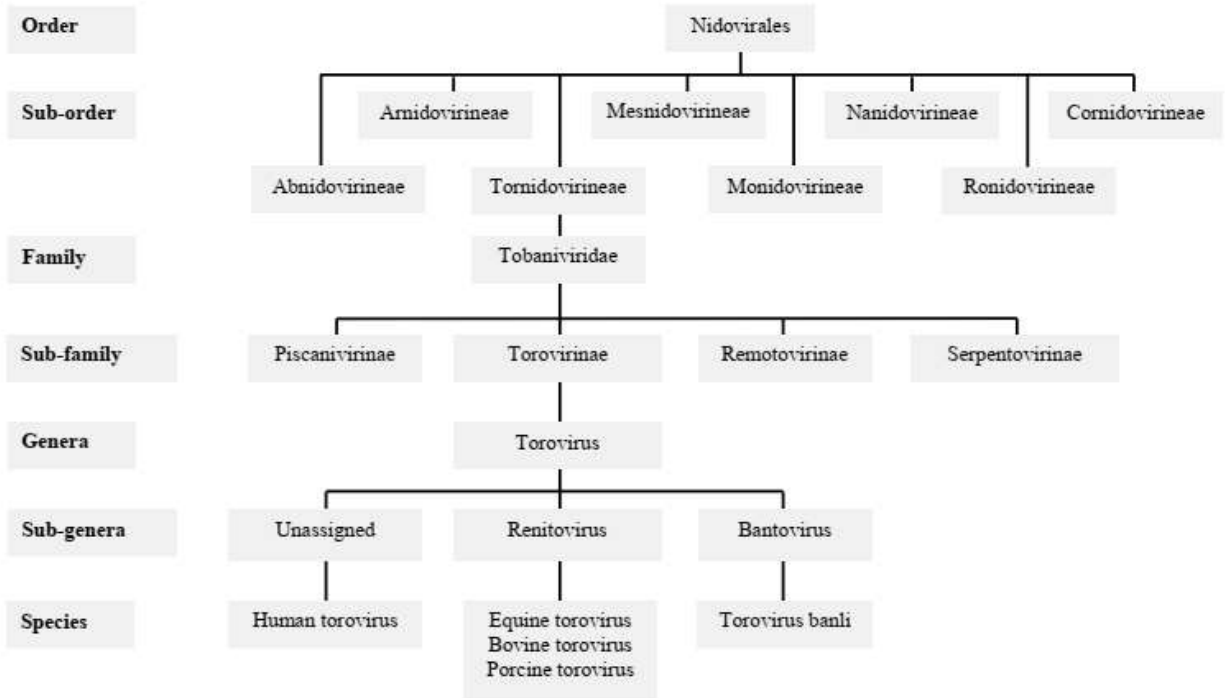 Order
Nidovirales
Sub-order
Arnidovirineae
Mesnidovirineae
Nanidovirineae
Cornidovirineae
Abnidovirineae
Tornidovirineae
Monidovirineae
Ronidovirineae
Family
Tobaniviridae
Sub-family
Piscanivirinae
Torovirinae
Remotovirinae
Serpentovirinae
Genera
Torovirus
Sub-genera
Unassigned
Renitovirus
Bantovirus
Species
Human torovirus
Equine torovirus
Bovine torovirus
Porcine torovirus
Torovirus banli